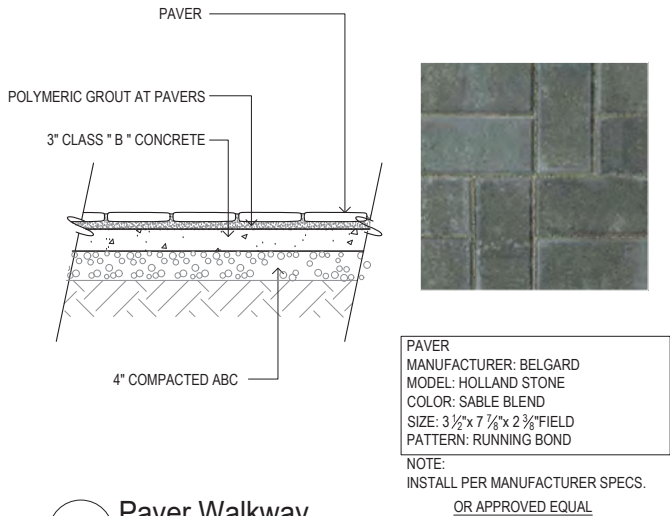 PAVER
POLYMERIC GROUT AT PAVERS
3" CLASS " B " CONCRETE
4" COMPACTED ABC
PAVER
MANUFACTURER: BELGARD
MODEL: HOLLAND STONE
COLOR: SABLE BLEND
SIZE: 3 ½"x 7 ⅞"x 2 ⅜"FIELD
PATTERN: RUNNING BOND
NOTE:
INSTALL PER MANUFACTURER SPECS.
OR APPROVED EQUAL
Paver Walkway